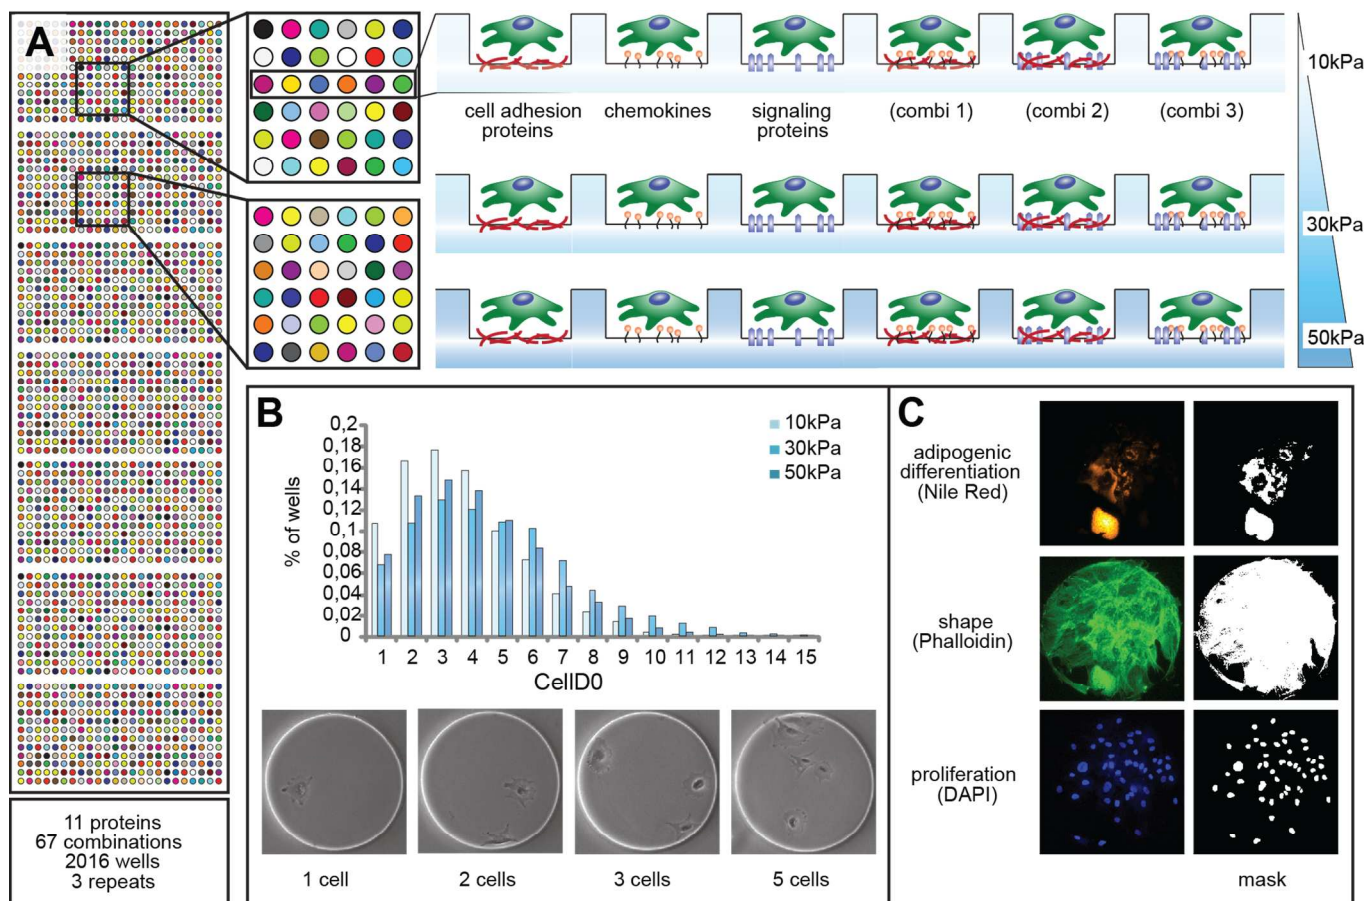 A
10kPa
cell adhesion
proteins
chemokines
signaling
proteins
(combi 1)
(combi 2)
(combi 3)
30kPa
50kPa
11 proteins
67 combinations
2016 wells
3 repeats
B
0,2
0,18
0,16
0,14
0,12
0,1
0,08
0,06
0,04
0,02
0
% of wells
10kPa
30kPa
50kPa
1 2 3 4 5 6 7 8 9 10 11 12 13 14 15
CellD0
1 cell
2 cells
3 cells
5 cells
C
adipogenic
differentiation
(Nile Red)
shape
(Phalloidin)
proliferation
(DAPI)
mask